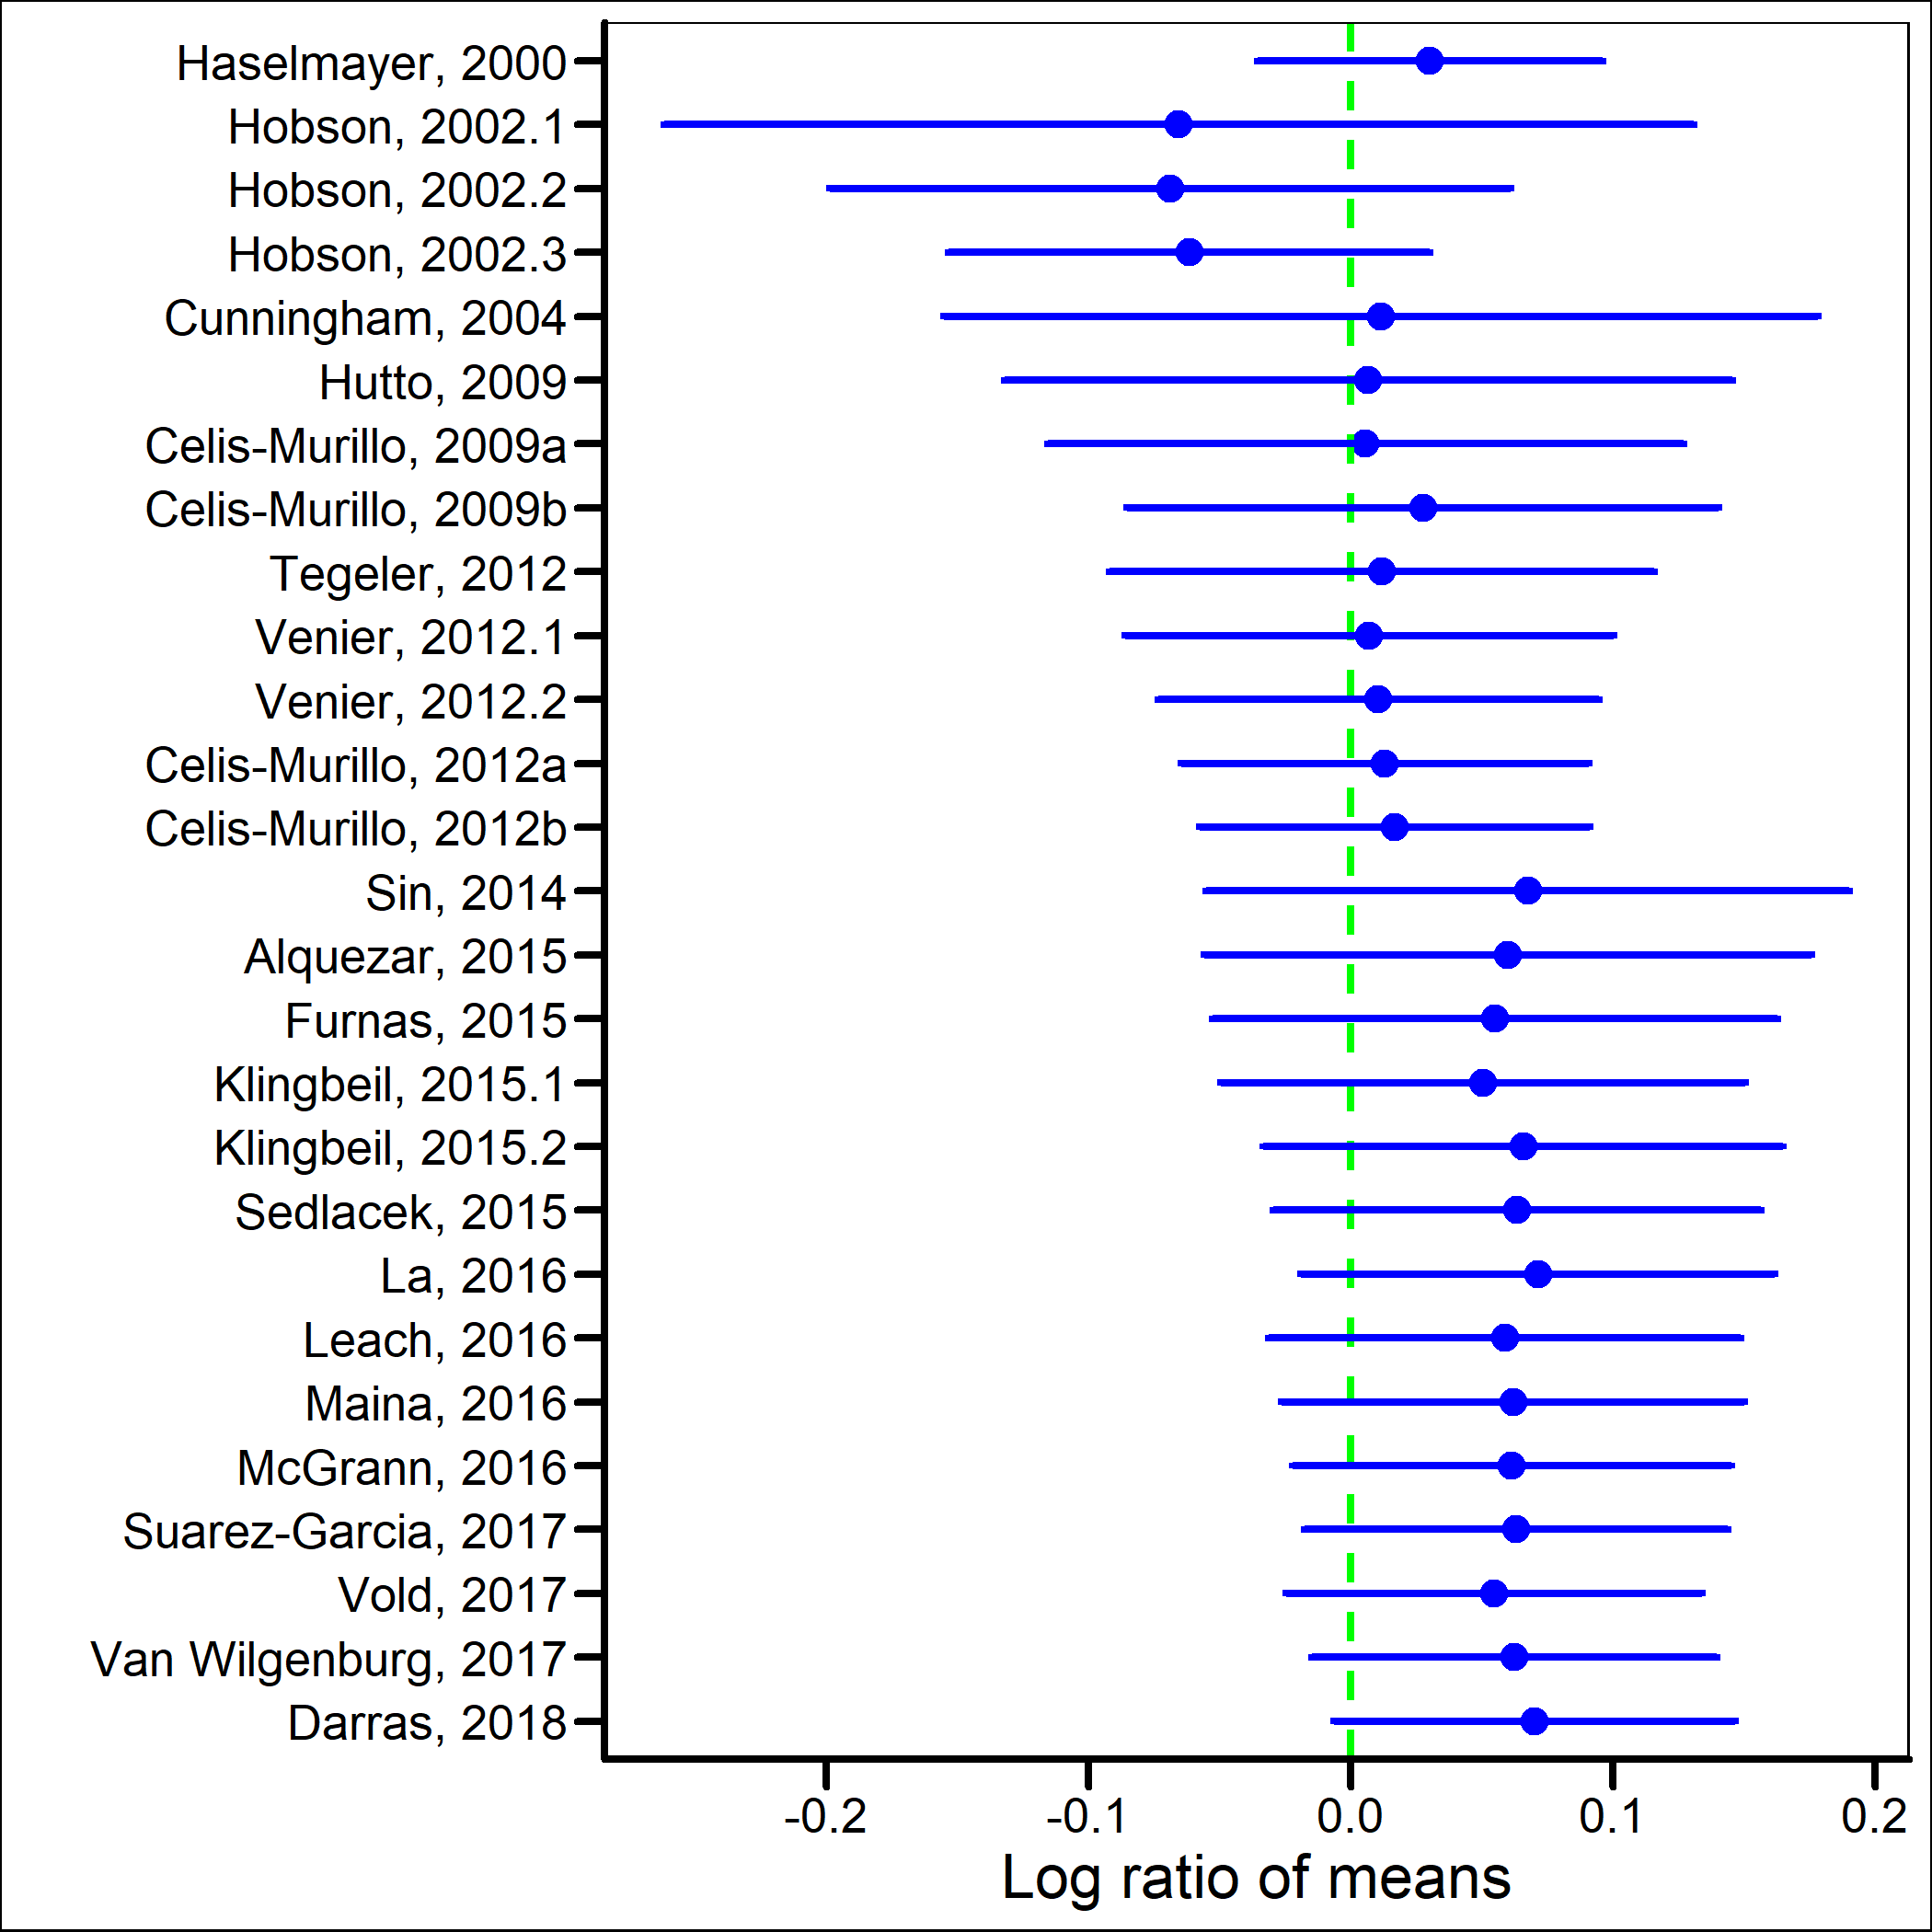 Haselmayer, 2000
Hobson, 2002.1
Hobson, 2002.2
Hobson, 2002.3
Cunningham, 2004
Hutto, 2009
Celis-Murillo, 2009a
Celis-Murillo, 2009b
Tegeler, 2012
Venier, 2012.1
Venier, 2012.2
Celis-Murillo, 2012a
Celis-Murillo, 2012b
Sin, 2014
Alquezar, 2015
Furnas, 2015
Klingbeil, 2015.1
Klingbeil, 2015.2
Sedlacek, 2015
La, 2016
Leach, 2016
Maina, 2016
McGrann, 2016
Suarez-Garcia, 2017
Vold, 2017
Van Wilgenburg, 2017
Darras, 2018
-0.2 -0.1 0.0 0.1 0.2
Log ratio of means